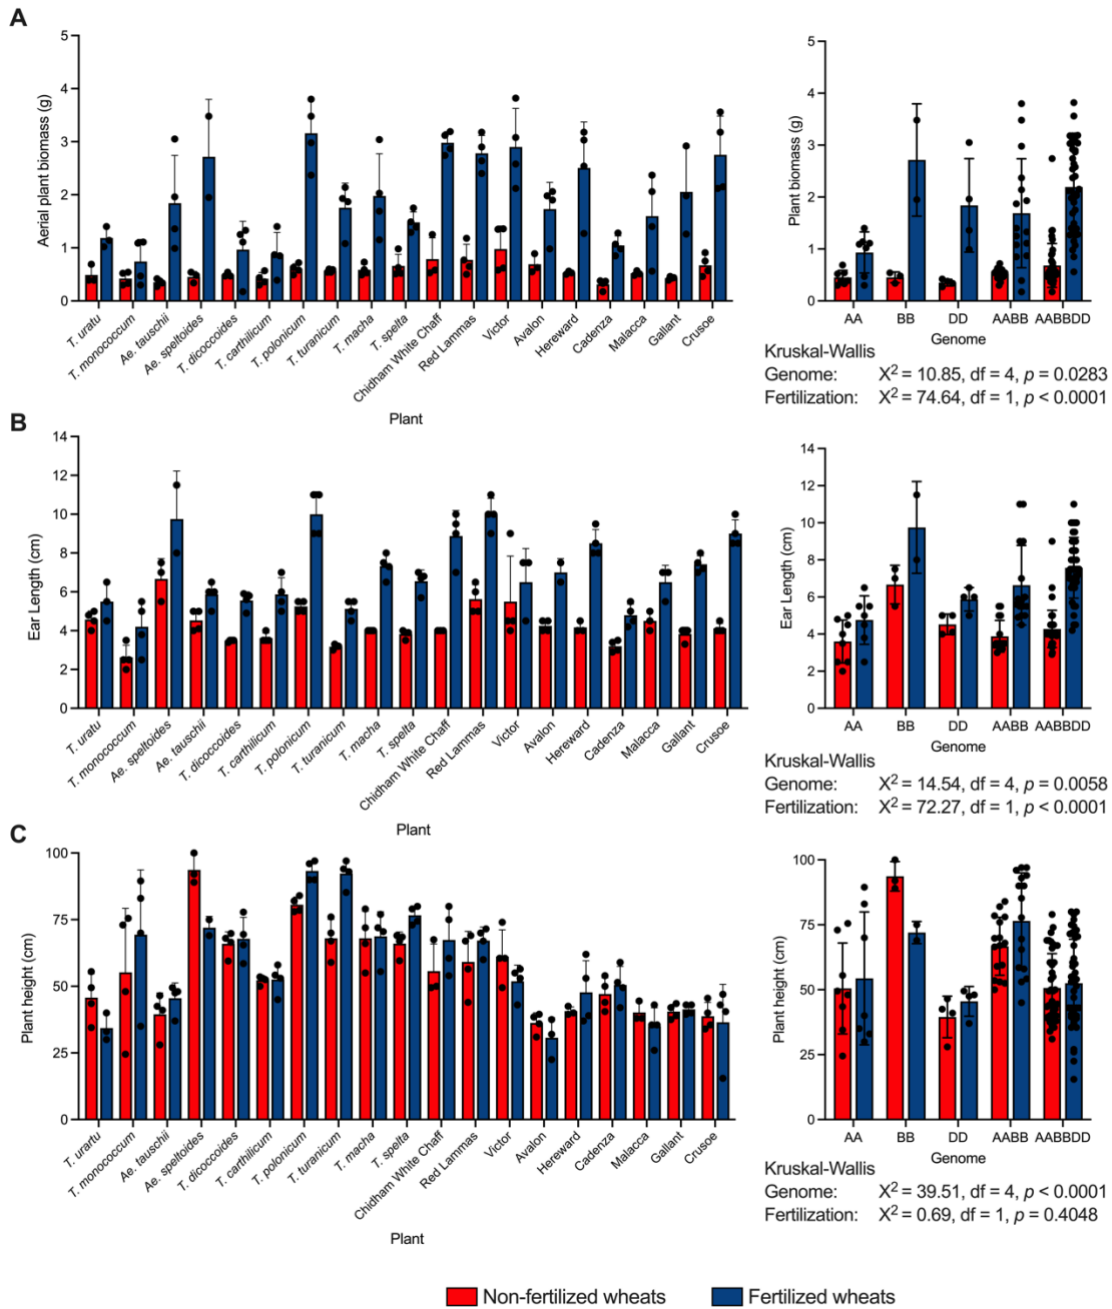 A
Aerial plant biomass (g)
5
4
3
2
1
0
T. uratu
T. monococcum
Ae. tauschii
Ae. speltoides
T. dicoccoides
T. carthlicum
T. polonicum
T. turanicum
T. macha
T. spelta
Chidham White Chaff
Red Lammas
Victor
Avalon
Hereward
Cadenza
Malacca
Gallant
Crusoe
Plant
Plant biomass (g)
5
4
3
2
1
0
AA BB DD AABB AABBDD
Genome
Kruskal-Wallis
Genome: X² = 10.85, df = 4, p = 0.0283
Fertilization: X² = 74.64, df = 1, p < 0.0001
B
Ear Length (cm)
14
12
10
8
6
4
2
0
T. uratu
T. monococcum
Ae. speltoides
Ae. tauschii
T. dicoccoides
T. carthlicum
T. polonicum
T. turanicum
T. macha
T. spelta
Chidham White Chaff
Red Lammas
Victor
Avalon
Hereward
Cadenza
Malacca
Gallant
Crusoe
Plant
Ear Length (cm)
14
12
10
8
6
4
2
0
AA BB DD AABB AABBDD
Genome
Kruskal-Wallis
Genome: X² = 14.54, df = 4, p = 0.0058
Fertilization: X² = 72.27, df = 1, p < 0.0001
C
Plant height (cm)
100
75
50
25
0
T. urartu
T. monococcum
Ae. tauschii
Ae. speltoides
T. dicoccoides
T. carthlicum
T. polonicum
T. turanicum
T. macha
T. spelta
Chidham White Chaff
Red Lammas
Victor
Avalon
Hereward
Cadenza
Malacca
Gallant
Crusoe
Plant
Plant height (cm)
100
75
50
25
0
AA BB DD AABB AABBDD
Genome
Kruskal-Wallis
Genome: X² = 39.51, df = 4, p < 0.0001
Fertilization: X² = 0.69, df = 1, p = 0.4048
Non-fertilized wheats
Fertilized wheats